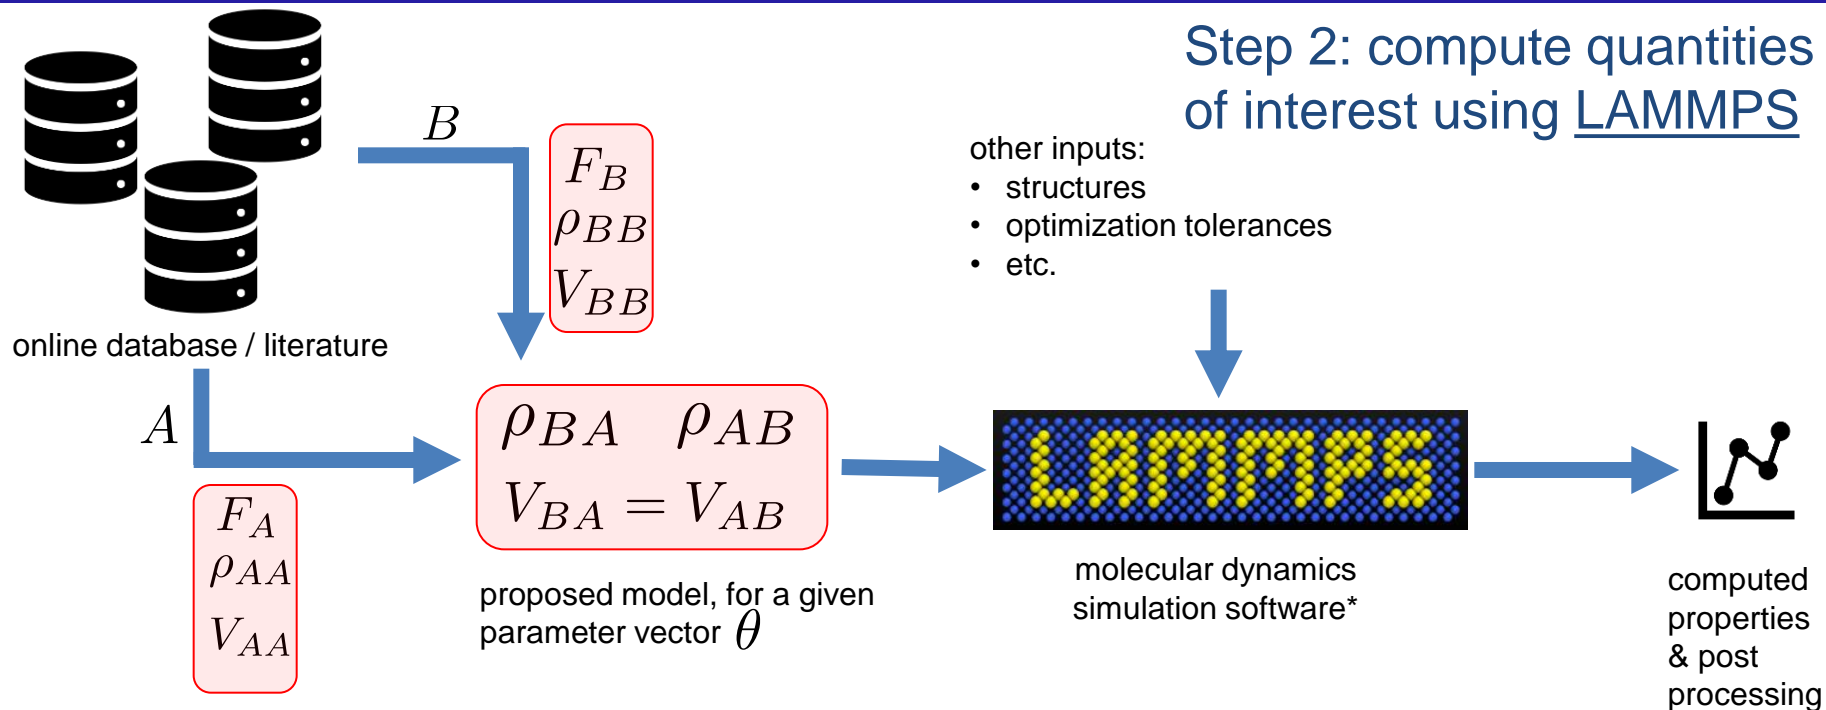 Step 2: compute quantities
of interest using LAMMPS
B
F_B
ρ_BB
V_BB
other inputs:
• structures
• optimization tolerances
• etc.
online database / literature
A
F_A
ρ_AA
V_AA
ρ_BA ρ_AB
V_BA = V_AB
proposed model, for a given
parameter vector θ
LAMMPS
molecular dynamics
simulation software*
computed
properties
& post
processing